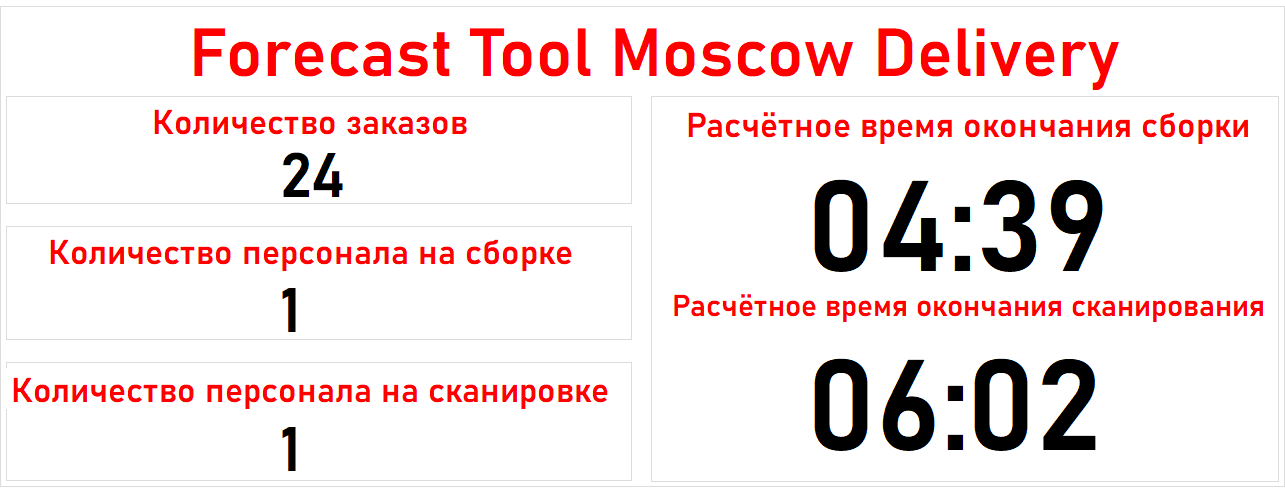 Forecast Tool Moscow Delivery
Количество заказов
24
Количество персонала на сборке
1
Количество персонала на сканировке
1
Расчётное время окончания сборки
04:39
Расчётное время окончания сканирования
06:02